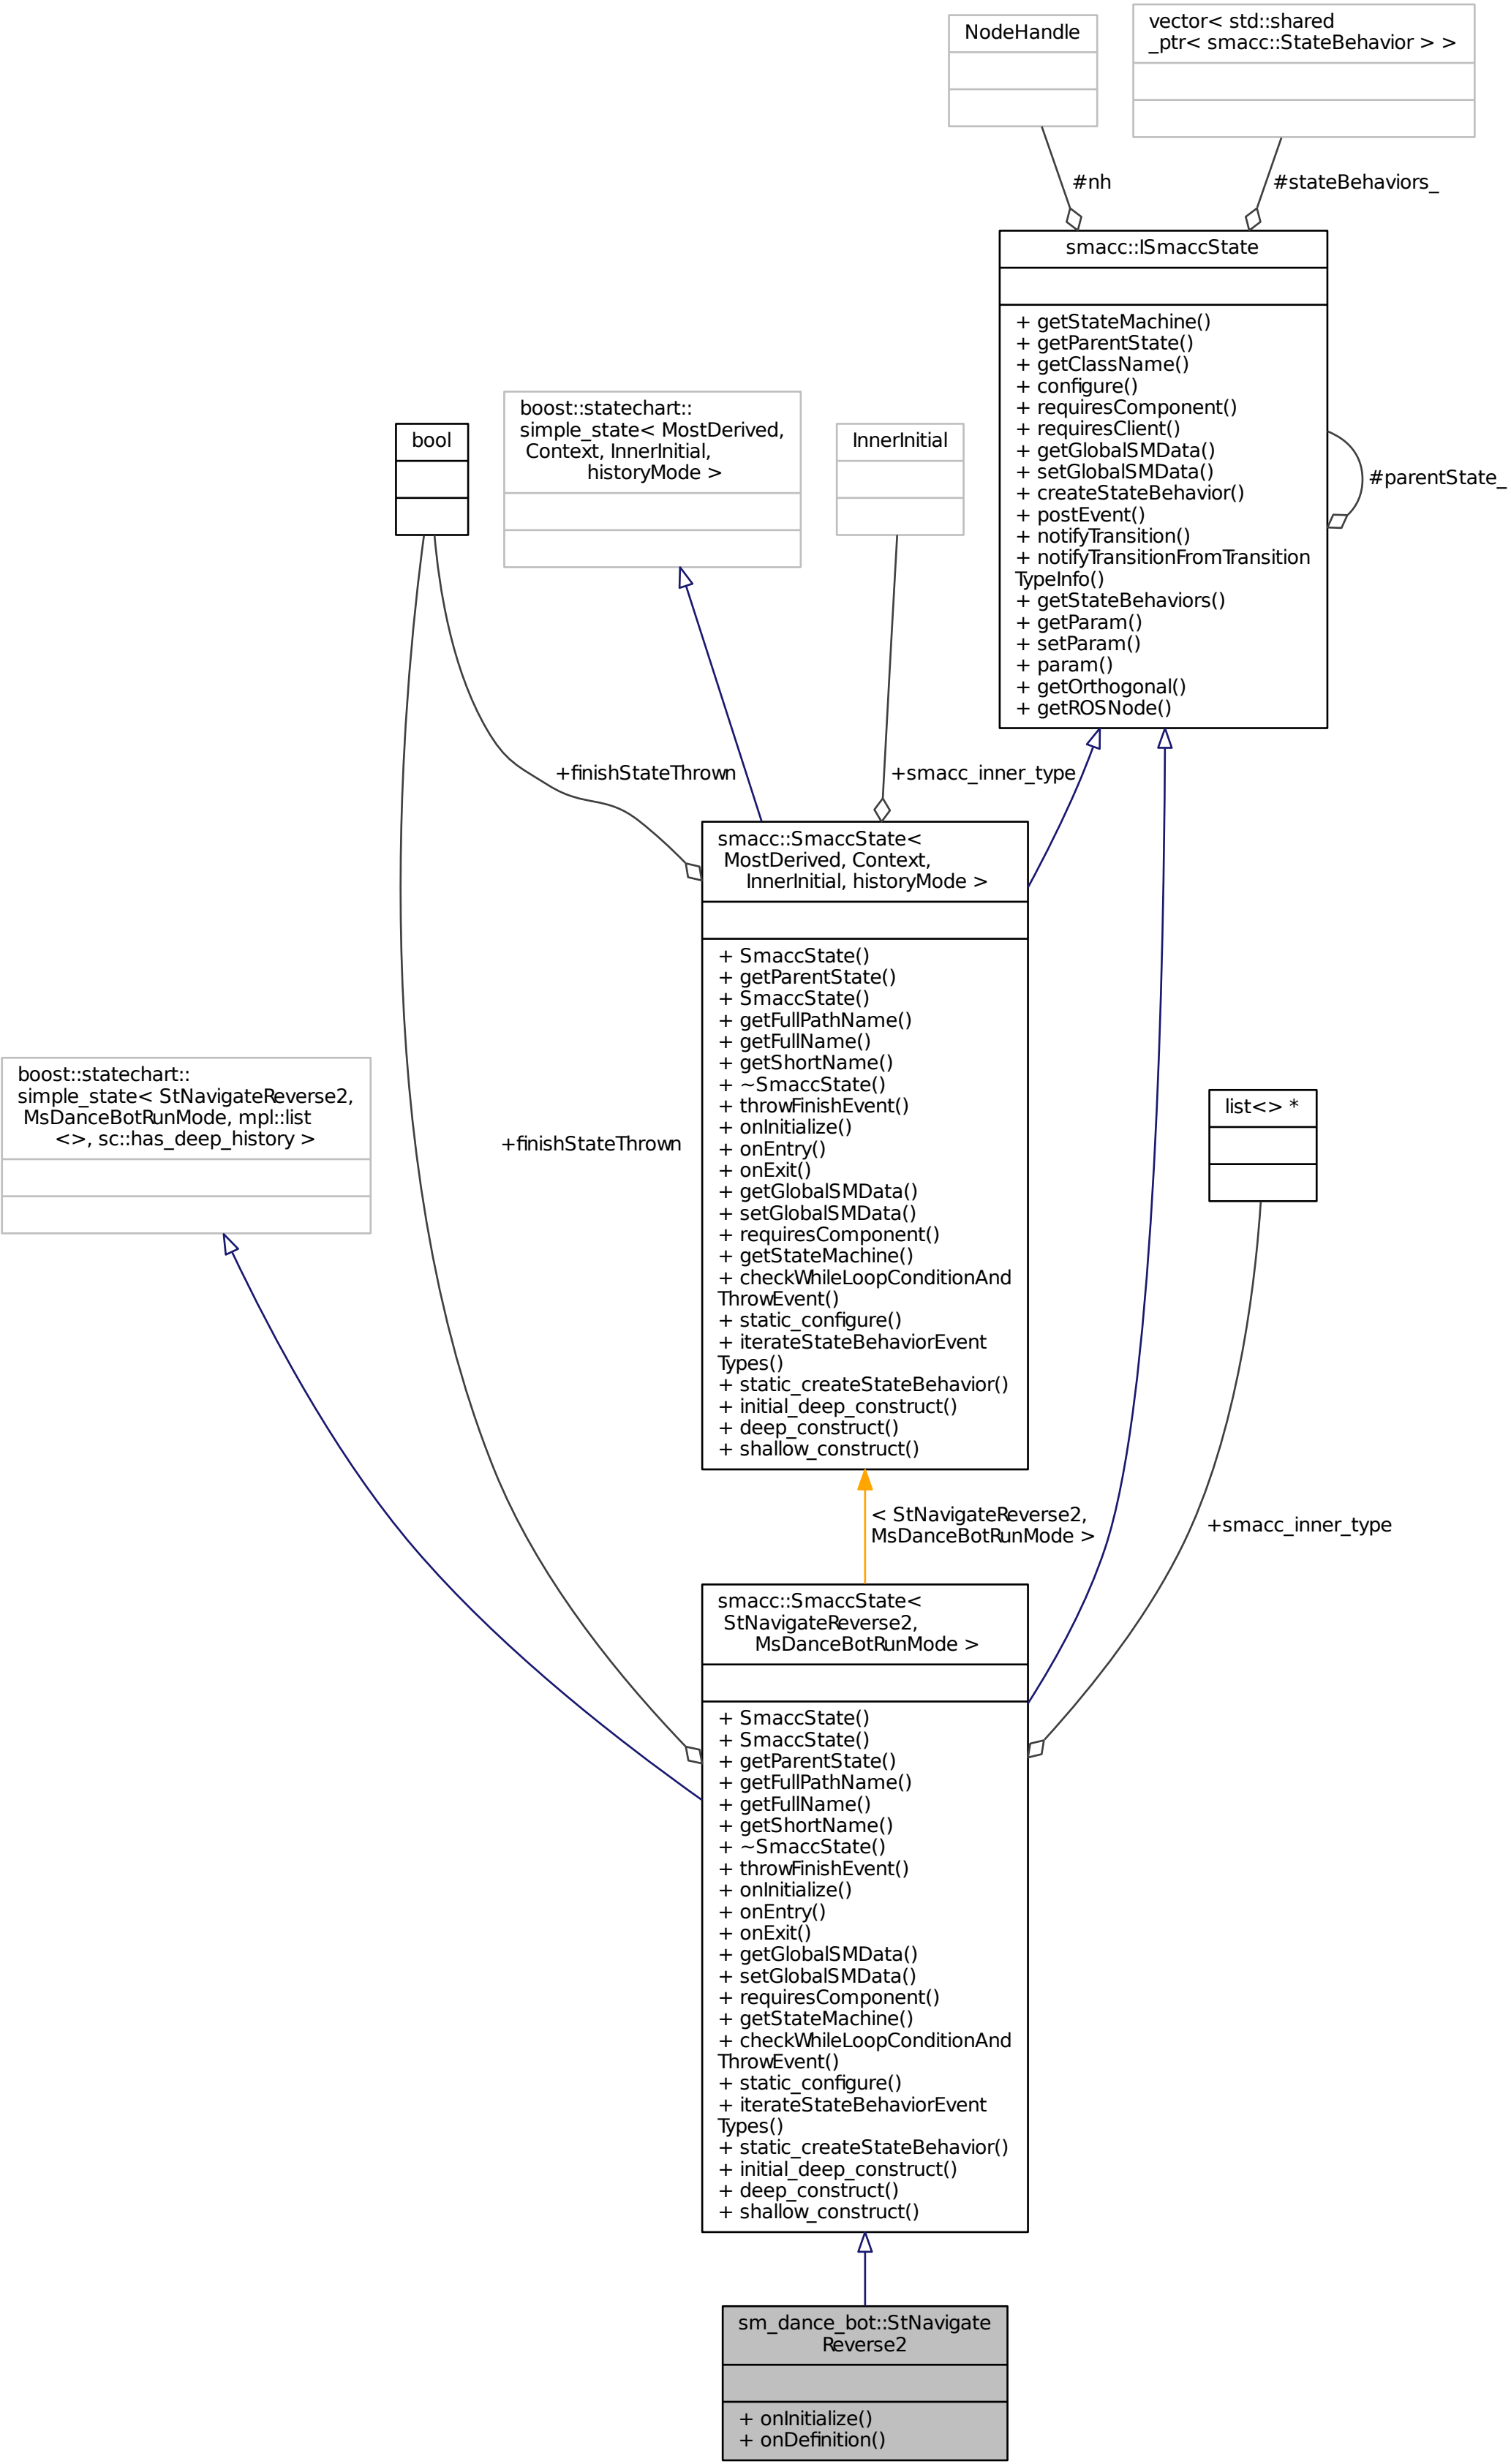 NodeHandle
vector< std::shared
_ptr< smacc::StateBehavior > >
#nh
#stateBehaviors_
smacc::ISmaccState
+ getStateMachine()
+ getParentState()
+ getClassName()
+ configure()
+ requiresComponent()
+ requiresClient()
+ getGlobalSMData()
+ setGlobalSMData()
+ createStateBehavior()
+ postEvent()
+ notifyTransition()
+ notifyTransitionFromTransition
TypeInfo()
+ getStateBehaviors()
+ getParam()
+ setParam()
+ param()
+ getOrthogonal()
+ getROSNode()
#parentState_
bool
boost::statechart::
simple_state< MostDerived,
Context, InnerInitial,
historyMode >
InnerInitial
+finishStateThrown
+smacc_inner_type
smacc::SmaccState<
MostDerived, Context,
InnerInitial, historyMode >
+ SmaccState()
+ getParentState()
+ SmaccState()
+ getFullPathName()
+ getFullName()
+ getShortName()
+ ~SmaccState()
+ throwFinishEvent()
+ onInitialize()
+ onEntry()
+ onExit()
+ getGlobalSMData()
+ setGlobalSMData()
+ requiresComponent()
+ getStateMachine()
+ checkWhileLoopConditionAnd
ThrowEvent()
+ static_configure()
+ iterateStateBehaviorEvent
Types()
+ static_createStateBehavior()
+ initial_deep_construct()
+ deep_construct()
+ shallow_construct()
boost::statechart::
simple_state< StNavigateReverse2,
MsDanceBotRunMode, mpl::list
<>, sc::has_deep_history >
+finishStateThrown
list<> *
< StNavigateReverse2,
MsDanceBotRunMode >
+smacc_inner_type
smacc::SmaccState<
StNavigateReverse2,
MsDanceBotRunMode >
+ SmaccState()
+ SmaccState()
+ getParentState()
+ getFullPathName()
+ getFullName()
+ getShortName()
+ ~SmaccState()
+ throwFinishEvent()
+ onInitialize()
+ onEntry()
+ onExit()
+ getGlobalSMData()
+ setGlobalSMData()
+ requiresComponent()
+ getStateMachine()
+ checkWhileLoopConditionAnd
ThrowEvent()
+ static_configure()
+ iterateStateBehaviorEvent
Types()
+ static_createStateBehavior()
+ initial_deep_construct()
+ deep_construct()
+ shallow_construct()
sm_dance_bot::StNavigate
Reverse2
+ onInitialize()
+ onDefinition()